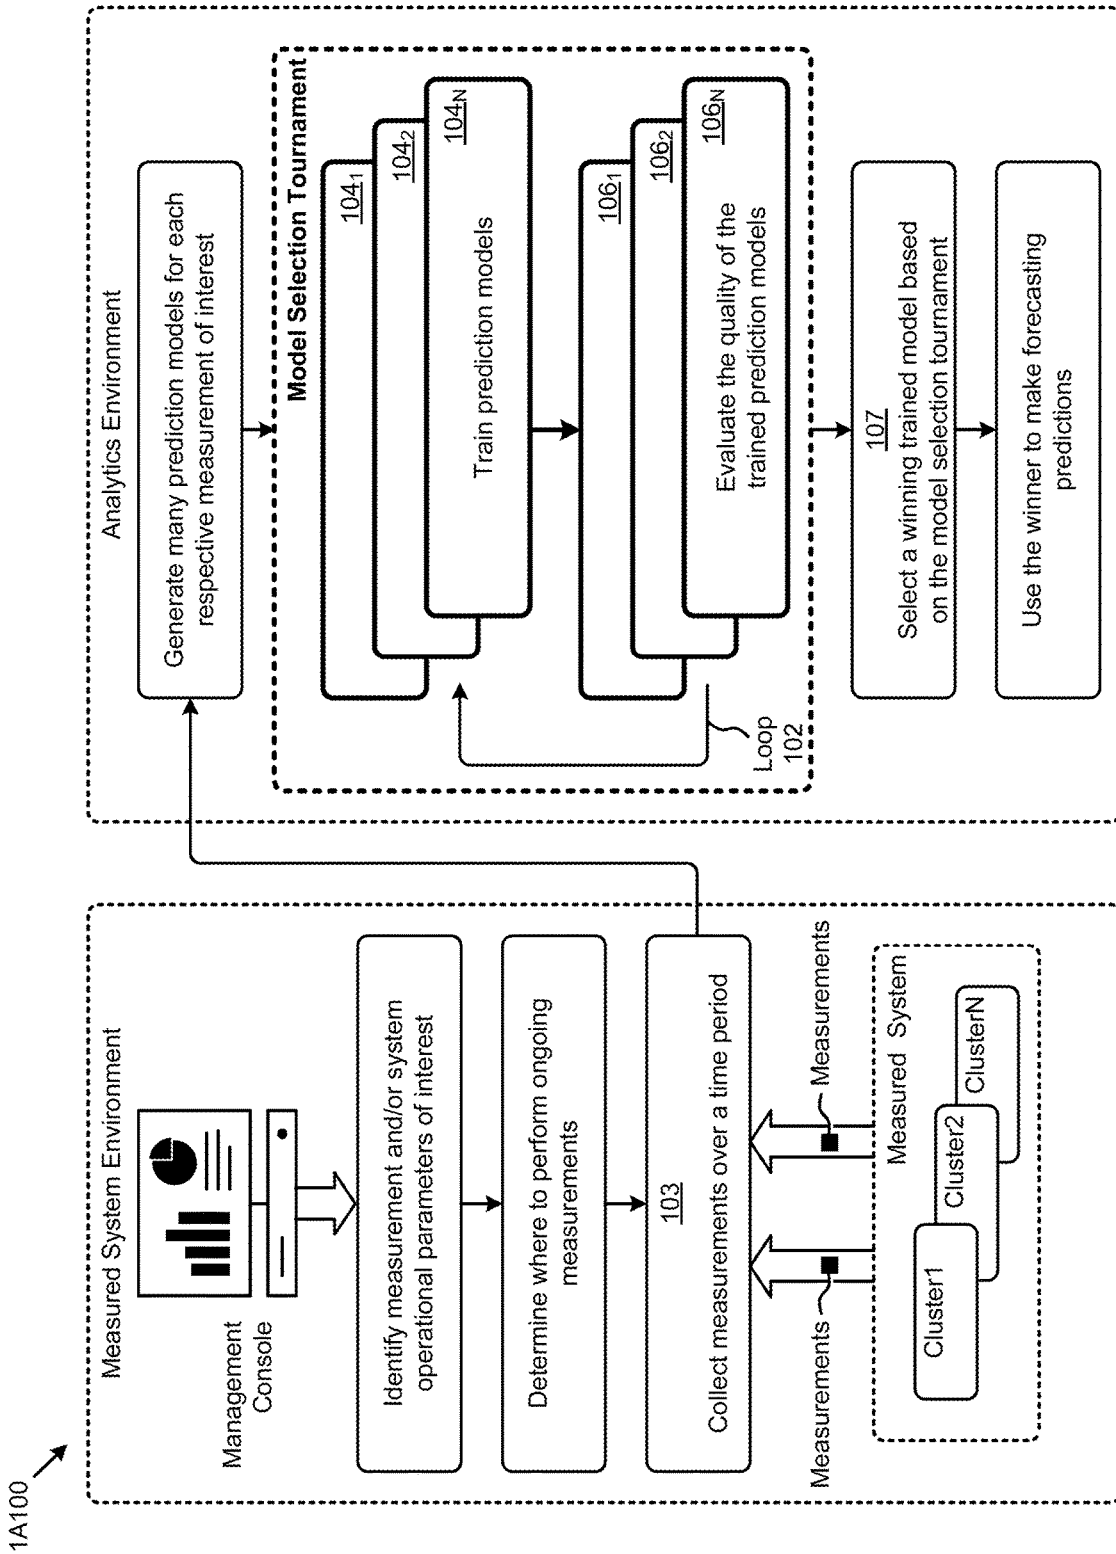 1A100
Measured System Environment
Management
Console
Identify measurement and/or system
operational parameters of interest
Determine where to perform ongoing
measurements
103
Collect measurements over a time period
Measurements
Measurements
Measured System
Cluster1
Cluster2
ClusterN
Analytics Environment
Generate many prediction models for each
respective measurement of interest
Model Selection Tournament
104₁
104₂
104N
Train prediction models
106₁
106₂
106N
Evaluate the quality of the
trained prediction models
Loop
102
107
Select a winning trained model based
on the model selection tournament
Use the winner to make forecasting
predictions